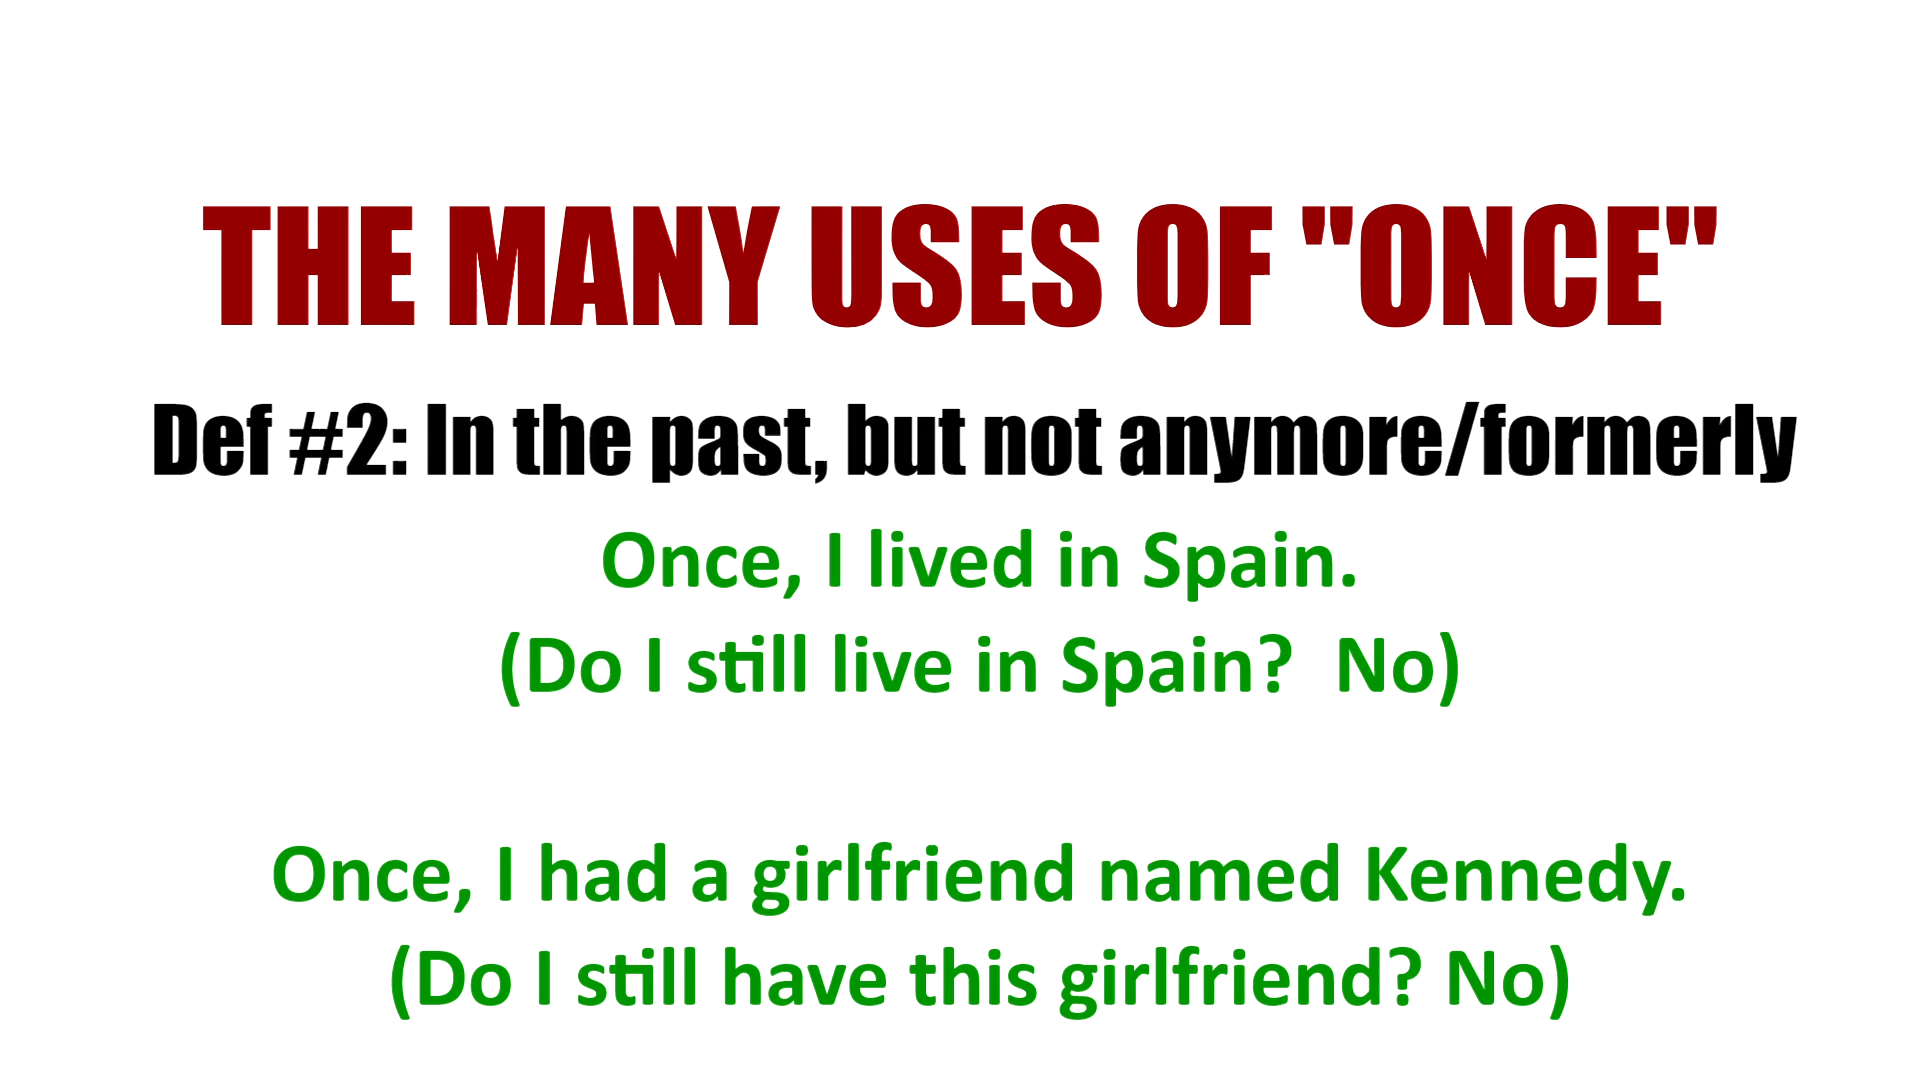 THE MANY USES OF "ONCE"
Def #2: In the past, but not anymore/formerly
Once, I lived in Spain.
(Do I still live in Spain?  No)
Once, I had a girlfriend named Kennedy.
(Do I still have this girlfriend? No)